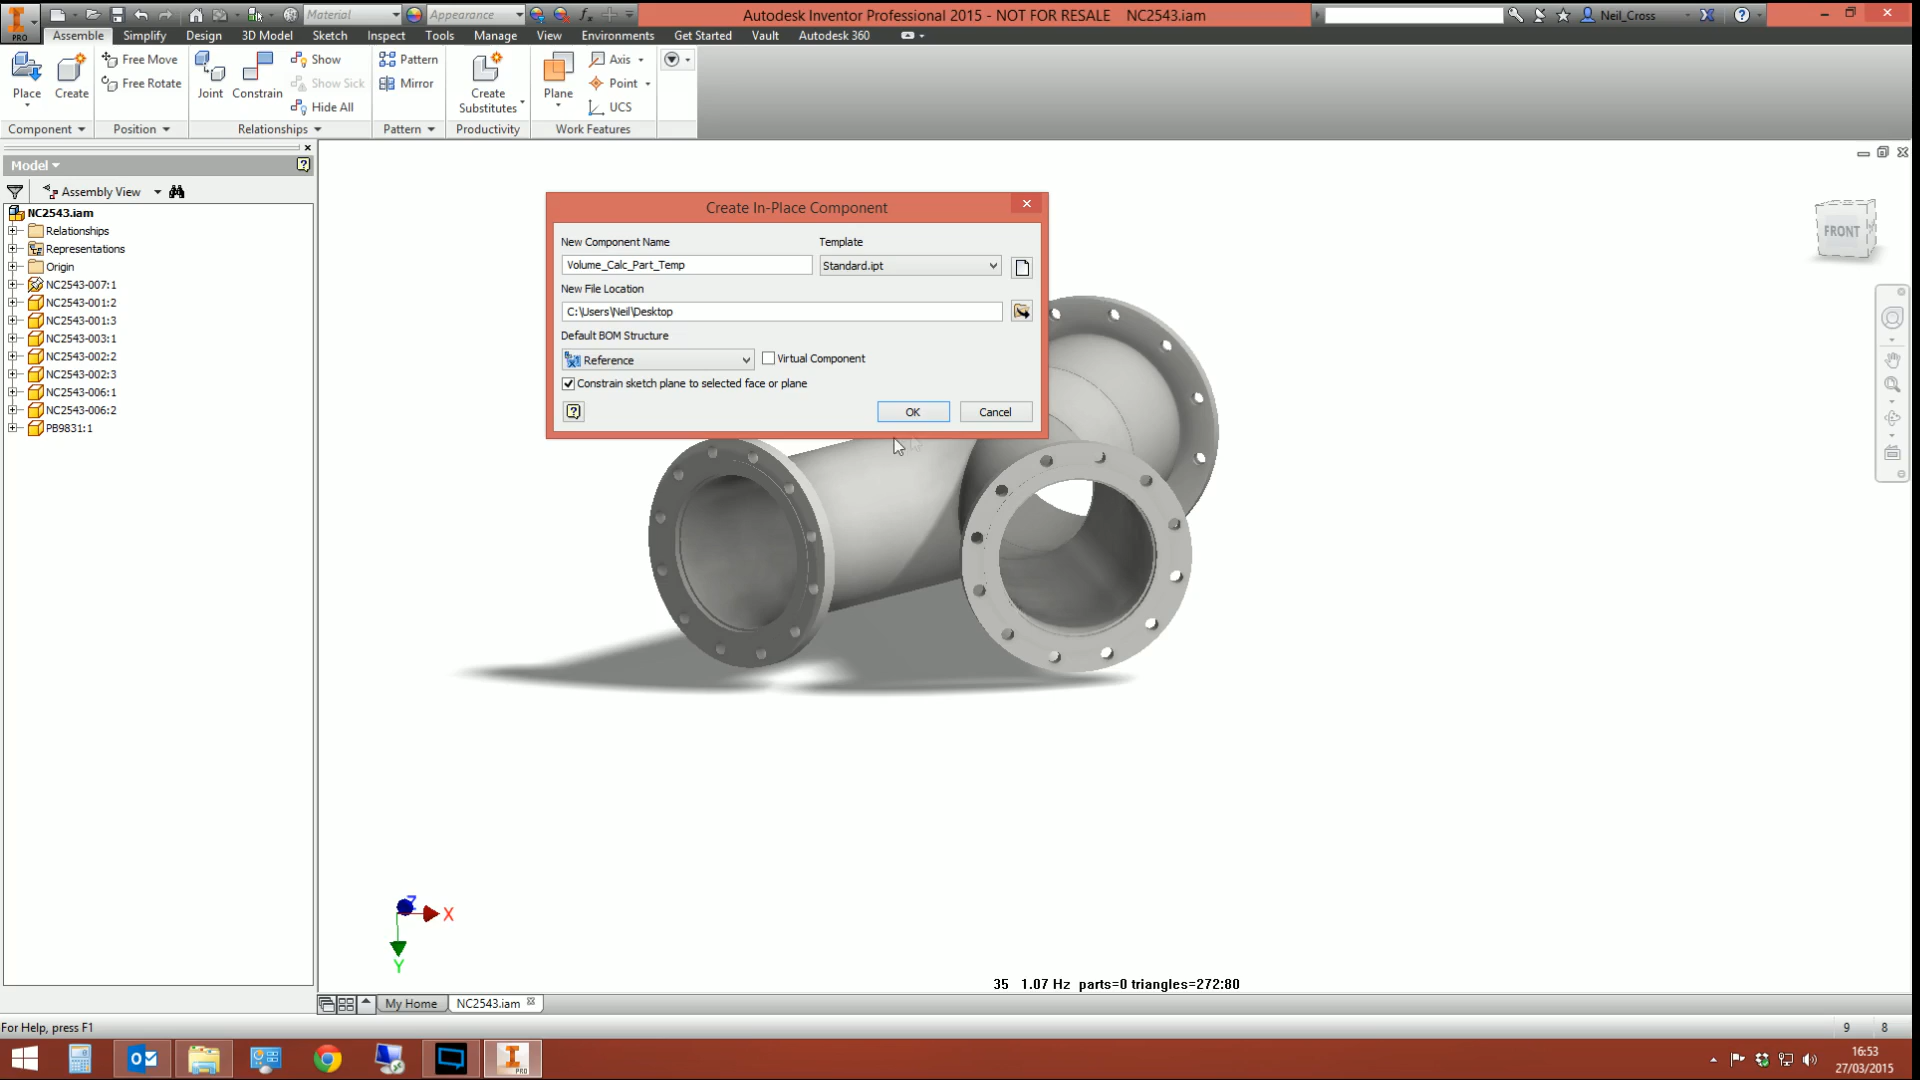 Material
Appearance
Autodesk Inventor Professional 2015 - NOT FOR RESALE NC2543.iam
Neil_Cross
PRO
Assemble Simplify Design 3D Model Sketch Inspect Tools Manage View Environments Get Started Vault Autodesk 360
Place
Create
Free Move
Free Rotate
Joint
Constrain
Show
Show Sick
Hide All
Pattern
Mirror
Create Substitutes
Plane
Axis
Point
UCS
Component Position Relationships Pattern Productivity Work Features
Model
Assembly View
NC2543.iam
Relationships
Representations
Origin
NC2543-007:1
NC2543-001:2
NC2543-001:3
NC2543-003:1
NC2543-002:2
NC2543-002:3
NC2543-006:1
NC2543-006:2
PB9831:1
Create In-Place Component
New Component Name Template
Volume_Calc_Part_Temp Standard.ipt
New File Location
C:\Users\Neil\Desktop
Default BOM Structure
Reference Virtual Component
Constrain sketch plane to selected face or plane
OK Cancel
FRONT
Z
X
Y
35 1.07 Hz parts=0 triangles=272:80
My Home NC2543.iam
For Help, press F1
9 8
PRO
16:53
27/03/2015